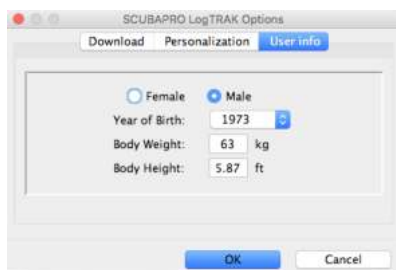 SCUBAPRO LogTRAK Options
Download Personalization User info
Female Male
Year of Birth: 1973
Body Weight: 63 kg
Body Height: 5.87 ft
OK Cancel